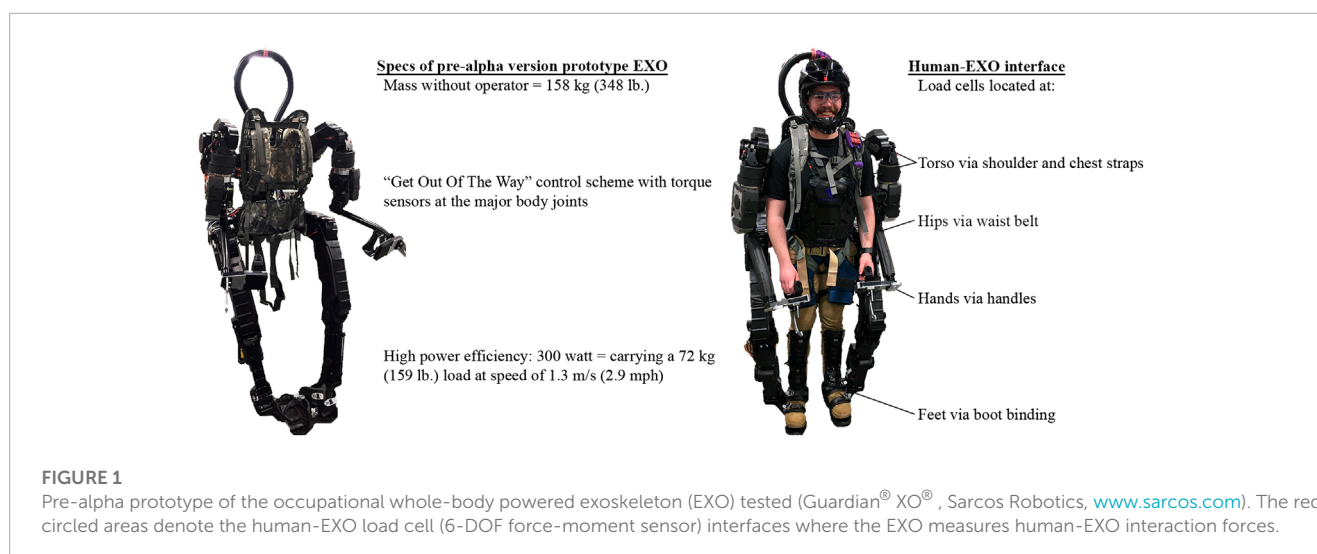 Specs of pre-alpha version prototype EXO
Mass without operator = 158 kg (348 lb.)
“Get Out Of The Way” control scheme with torque
sensors at the major body joints
High power efficiency: 300 watt = carrying a 72 kg
(159 lb.) load at speed of 1.3 m/s (2.9 mph)
Human-EXO interface
Load cells located at:
Torso via shoulder and chest straps
Hips via waist belt
Hands via handles
Feet via boot binding
FIGURE 1
Pre-alpha prototype of the occupational whole-body powered exoskeleton (EXO) tested (Guardian® XO® , Sarcos Robotics, www.sarcos.com). The
circled areas denote the human-EXO load cell (6-DOF force-moment sensor) interfaces where the EXO measures human-EXO interaction forces.